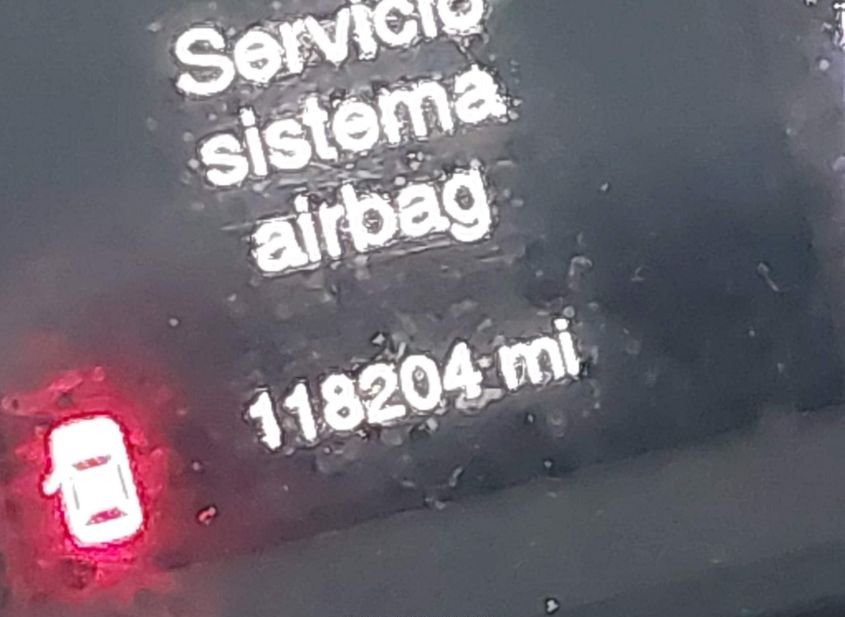 Servicio
sistema
airbag
118204 mi